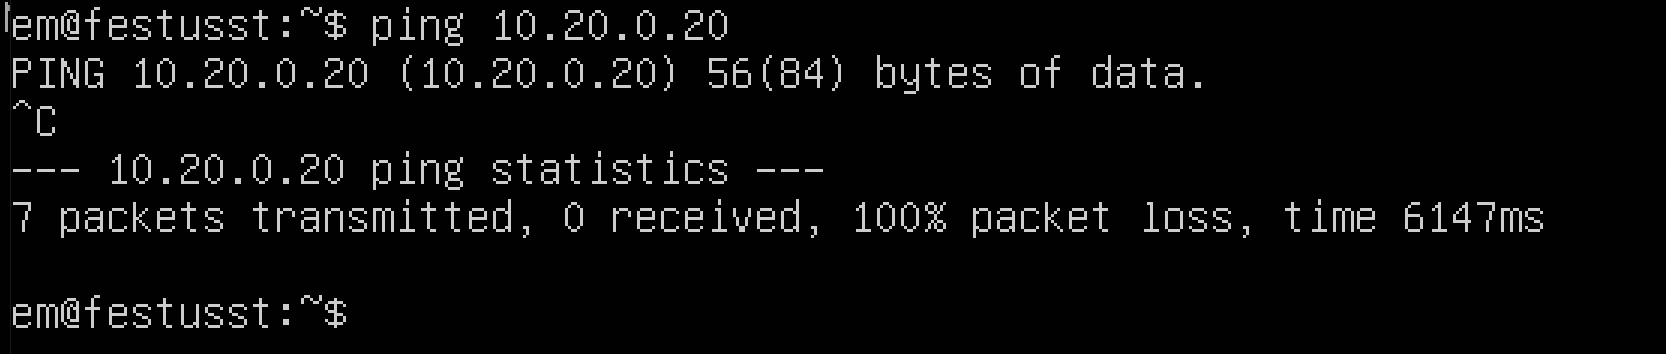 em@festusst:~$ ping 10.20.0.20
PING 10.20.0.20 (10.20.0.20) 56(84) bytes of data.
^C
--- 10.20.0.20 ping statistics ---
7 packets transmitted, 0 received, 100% packet loss, time 6147ms
em@festusst:~$